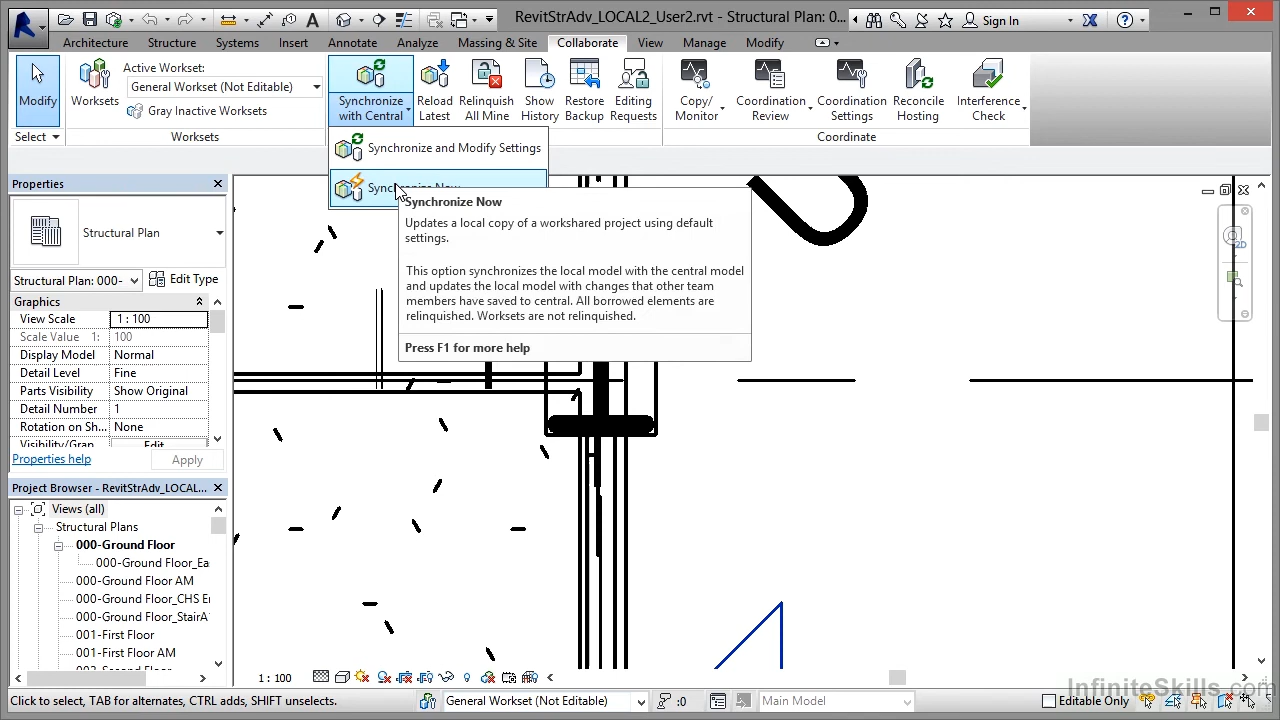 RevitStrAdv_LOCAL2_User2.rvt - Structural Plan: 0...
Sign In
Architecture Structure Systems Insert Annotate Analyze Massing & Site Collaborate View Manage Modify
Modify
Select
Worksets
Active Workset:
General Workset (Not Editable)
Gray Inactive Worksets
Worksets
Synchronize
with Central
Reload
Latest
Relinquish
All Mine
Show
History
Restore
Backup
Editing
Requests
Copy/
Monitor
Coordination
Review
Coordination
Settings
Reconcile
Hosting
Interference
Check
Coordinate
Synchronize and Modify Settings
Synchronize Now
Synchronize Now
Updates a local copy of a workshared project using default
settings.
This option synchronizes the local model with the central model
and updates the local model with changes that other team
members have saved to central. All borrowed elements are
relinquished. Worksets are not relinquished.
Press F1 for more help
Properties
Structural Plan
Structural Plan: 000-
Edit Type
Graphics
View Scale 1 : 100
Scale Value 1: 100
Display Model Normal
Detail Level Fine
Parts Visibility Show Original
Detail Number 1
Rotation on Sh... None
Visibility/Grap... Edit...
Properties help
Apply
Project Browser - RevitStrAdv_LOCAL...
Views (all)
Structural Plans
000-Ground Floor
000-Ground Floor_Ea
000-Ground Floor AM
000-Ground Floor_CHS E
000-Ground Floor_StairA
001-First Floor
001-First Floor AM
2D
1 : 100
Click to select, TAB for alternates, CTRL adds, SHIFT unselects.
General Workset (Not Editable)
:0
Main Model
Editable Only
InfiniteSkills.com